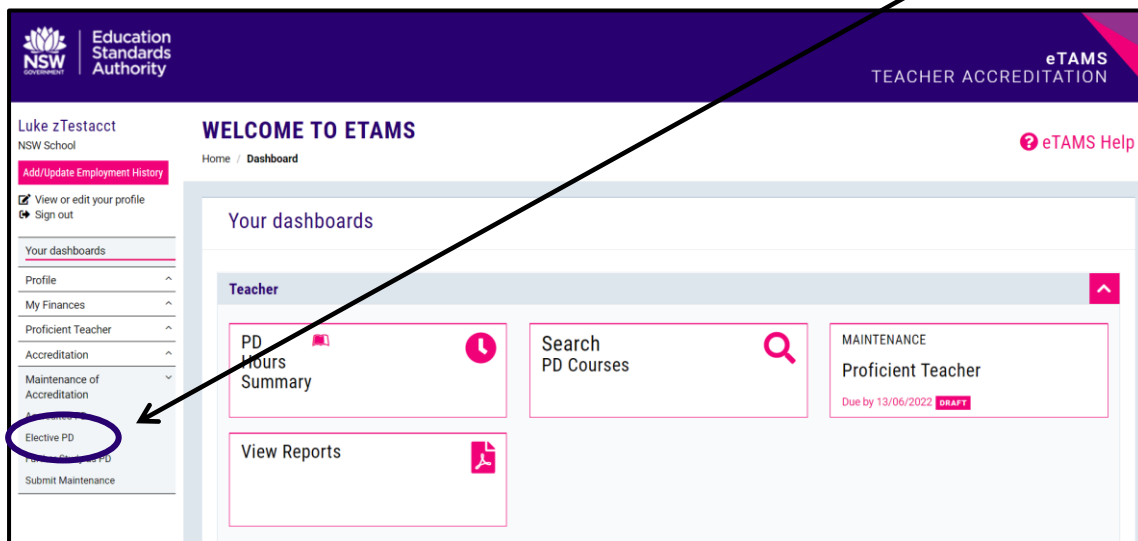 NSW
GOVERNMENT
Education
Standards
Authority
eTAMS
TEACHER ACCREDITATION
Luke zTestacct
NSW School
Add/Update Employment History
View or edit your profile
Sign out
Your dashboards
Profile
My Finances
Proficient Teacher
Accreditation
Maintenance of
Accreditation
Elective PD
Submit Maintenance
WELCOME TO ETAMS
Home / Dashboard
eTAMS Help
Your dashboards
Teacher
PD
Hours
Summary
Search
PD Courses
MAINTENANCE
Proficient Teacher
Due by 13/06/2022 DRAFT
View Reports